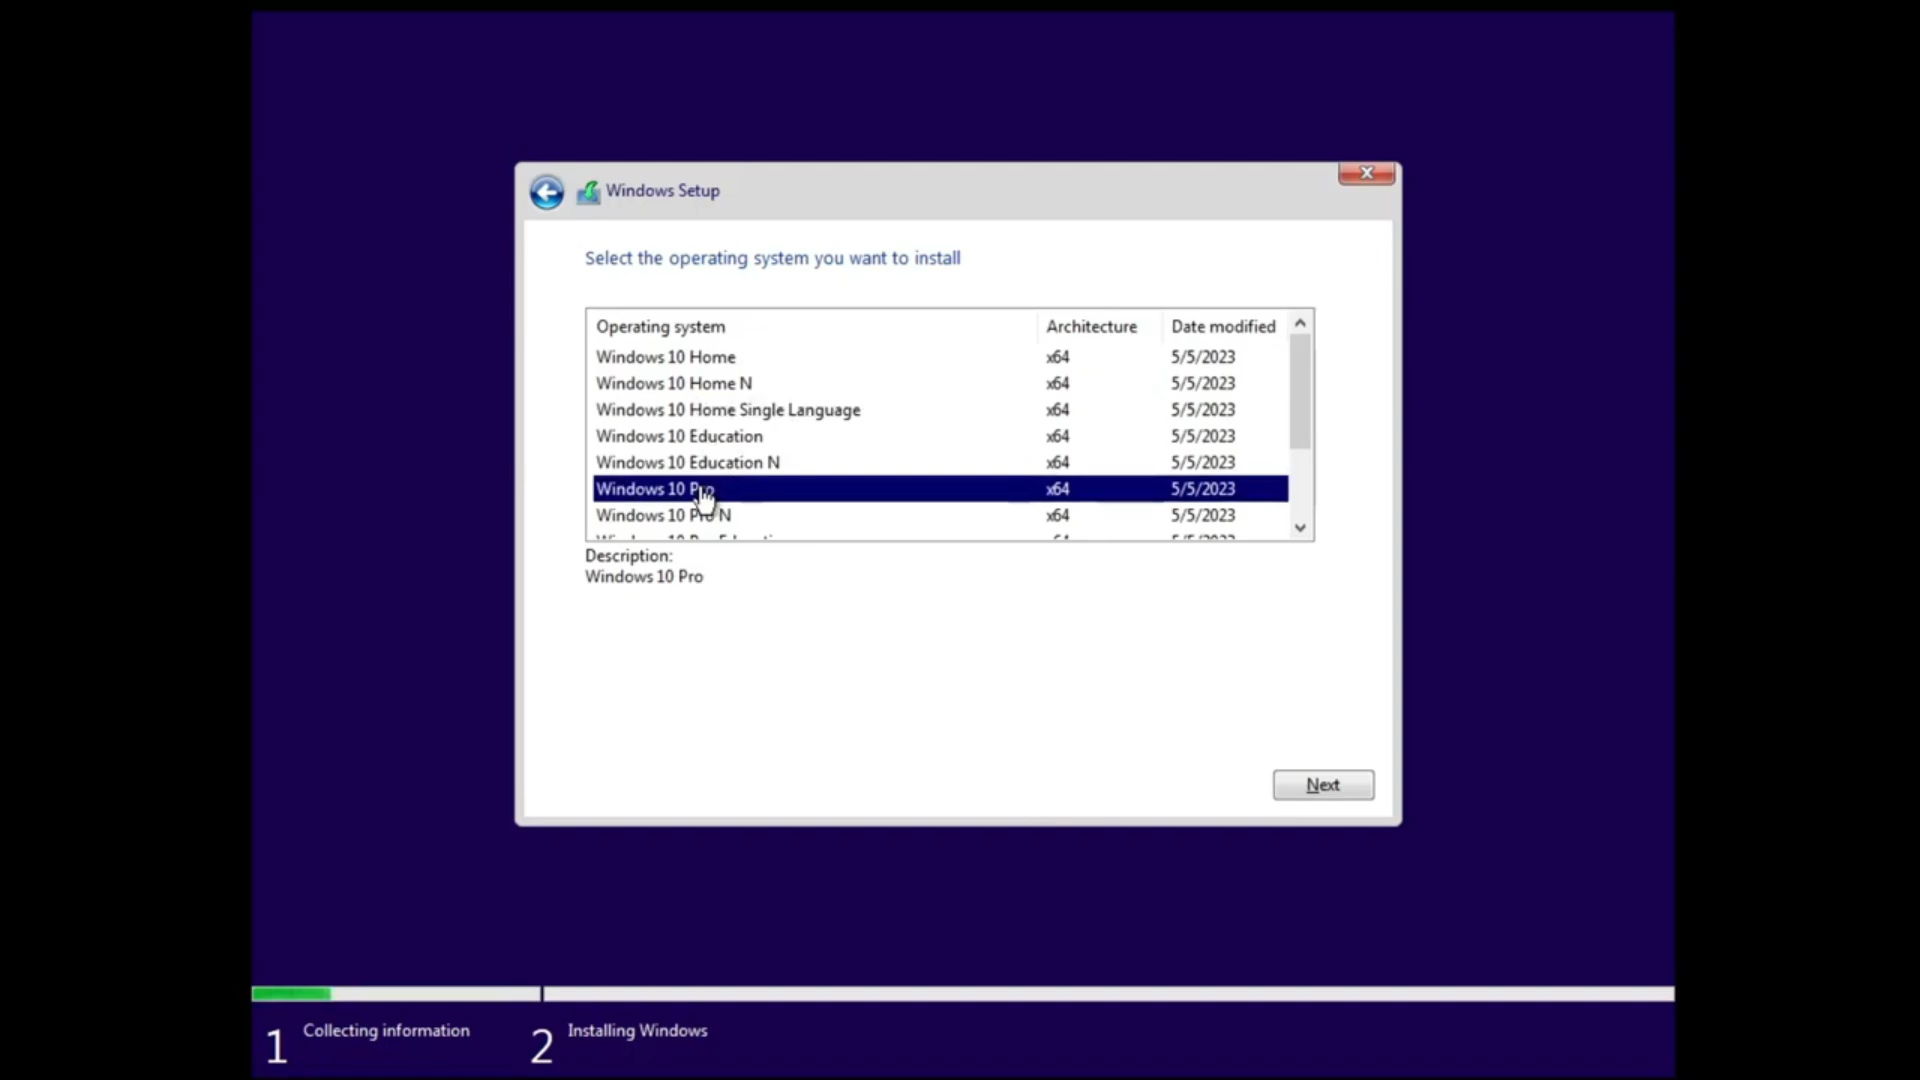 Windows Setup
Select the operating system you want to install
Operating system Architecture Date modified
Windows 10 Home x64 5/5/2023
Windows 10 Home N x64 5/5/2023
Windows 10 Home Single Language x64 5/5/2023
Windows 10 Education x64 5/5/2023
Windows 10 Education N x64 5/5/2023
Windows 10 Pro x64 5/5/2023
Windows 10 Pro N x64 5/5/2023
Description:
Windows 10 Pro
Next
1 Collecting information 2 Installing Windows